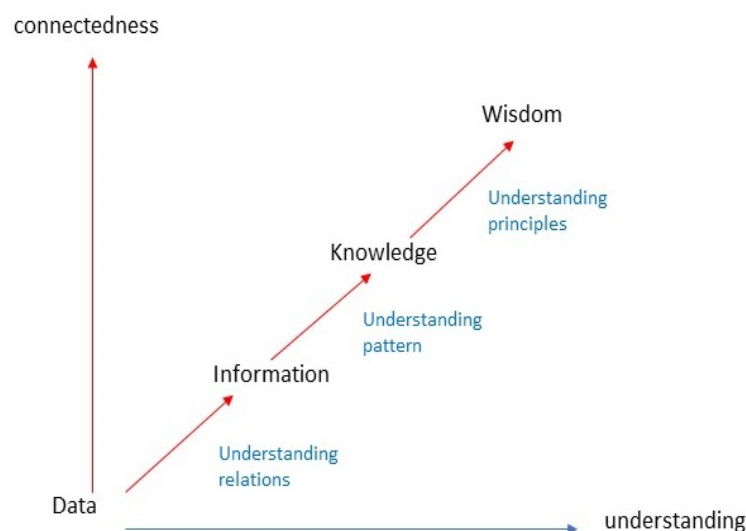 connectedness
Wisdom
Understanding
principles
Knowledge
Understanding
pattern
Information
Understanding
relations
Data
understanding